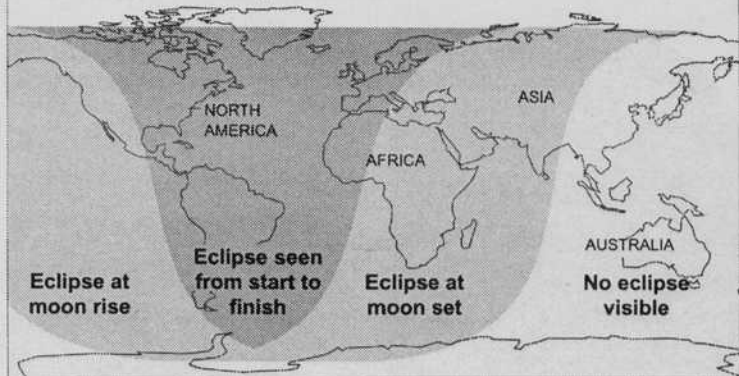 NORTH
AMERICA
ASIA
AFRICA
AUSTRALIA
Eclipse at
moon rise
Eclipse seen
from start to
finish
Eclipse at
moon set
No eclipse
visible